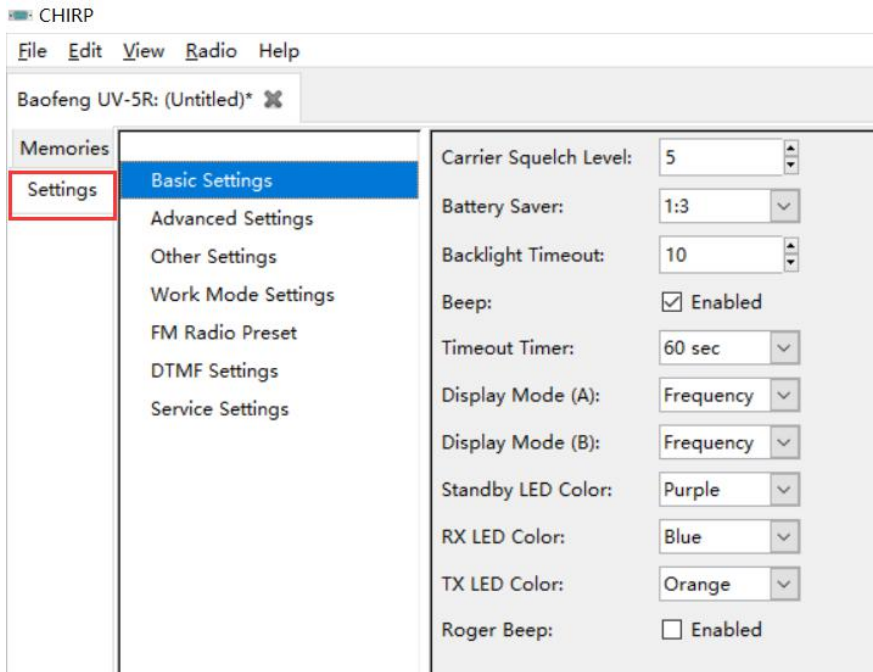 CHIRP
File Edit View Radio Help
Baofeng UV-5R: (Untitled)*
Memories
Settings
Basic Settings
Advanced Settings
Other Settings
Work Mode Settings
FM Radio Preset
DTMF Settings
Service Settings
Carrier Squelch Level: 5
Battery Saver: 1:3
Backlight Timeout: 10
Beep: Enabled
Timeout Timer: 60 sec
Display Mode (A): Frequency
Display Mode (B): Frequency
Standby LED Color: Purple
RX LED Color: Blue
TX LED Color: Orange
Roger Beep: Enabled